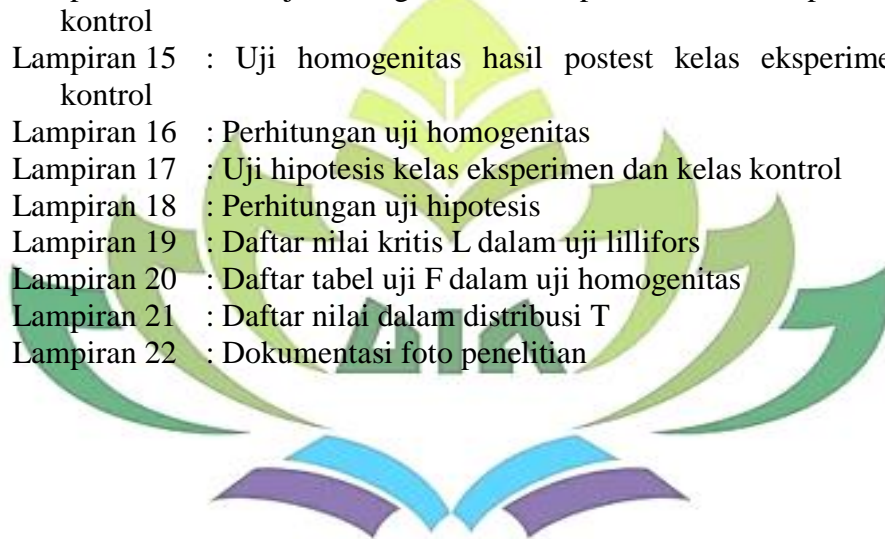 kontrol
Lampiran 15 : Uji homogenitas hasil postest kelas eksperime
kontrol
Lampiran 16 : Perhitungan uji homogenitas
Lampiran 17 : Uji hipotesis kelas eksperimen dan kelas kontrol
Lampiran 18 : Perhitungan uji hipotesis
Lampiran 19 : Daftar nilai kritis L dalam uji lillifors
Lampiran 20 : Daftar tabel uji F dalam uji homogenitas
Lampiran 21 : Daftar nilai dalam distribusi T
Lampiran 22 : Dokumentasi foto penelitian